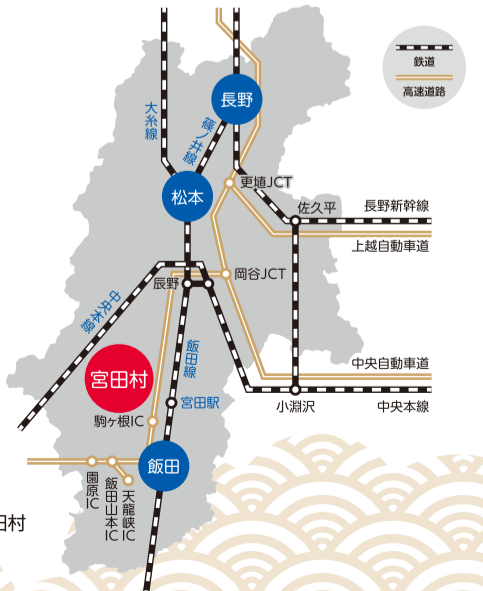 鉄道
高速道路
長野
大糸線
篠ノ井線
松本
更埴JCT
佐久平
長野新幹線
上越自動車道
岡谷JCT
辰野
中央本線
飯田線
中央自動車道
宮田村
宮田駅
小淵沢
中央本線
駒ヶ根IC
飯田
園原IC
飯田山本IC
天龍峡IC
田村